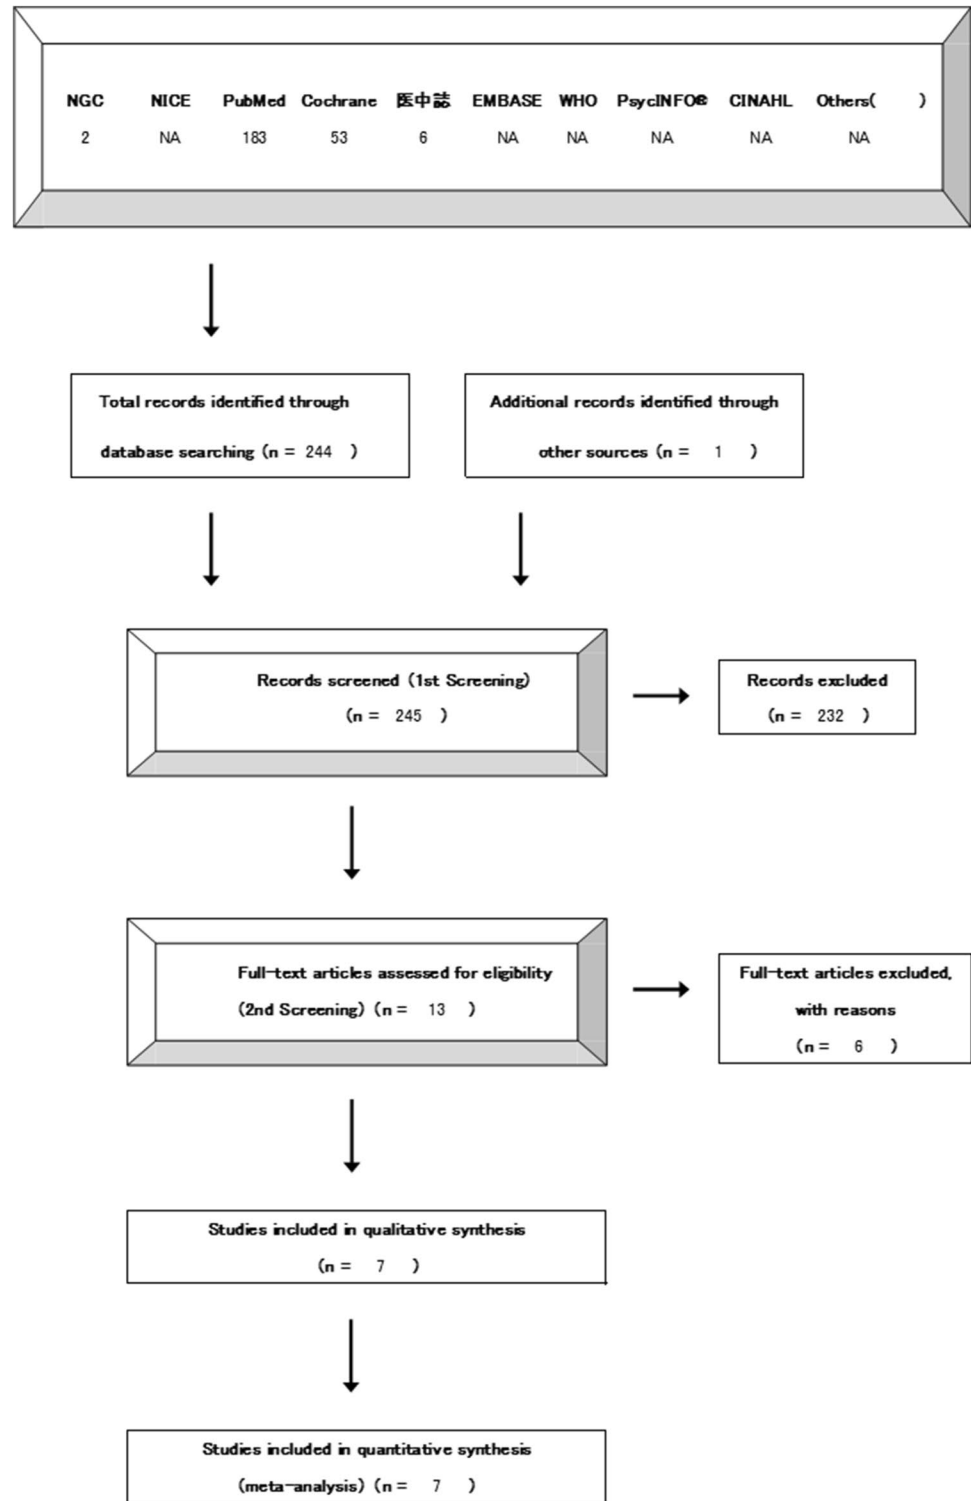 NGC NICE PubMed Cochrane 医中誌 EMBASE WHO PsycINFO® CINAHL Others( )
2 NA 183 53 6 NA NA NA NA NA
Total records identified through
database searching (n = 244 )
Additional records identified through
other sources (n = 1 )
Records screened (1st Screening)
(n = 245 )
Records excluded
(n = 232 )
Full-text articles assessed for eligibility
(2nd Screening) (n = 13 )
Full-text articles excluded,
with reasons
(n = 6 )
Studies included in qualitative synthesis
(n = 7 )
Studies included in quantitative synthesis
(meta-analysis) (n = 7 )